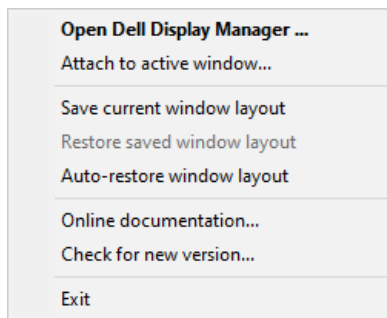 Open Dell Display Manager ...
Attach to active window...
Save current window layout
Restore saved window layout
Auto-restore window layout
Online documentation...
Check for new version...
Exit